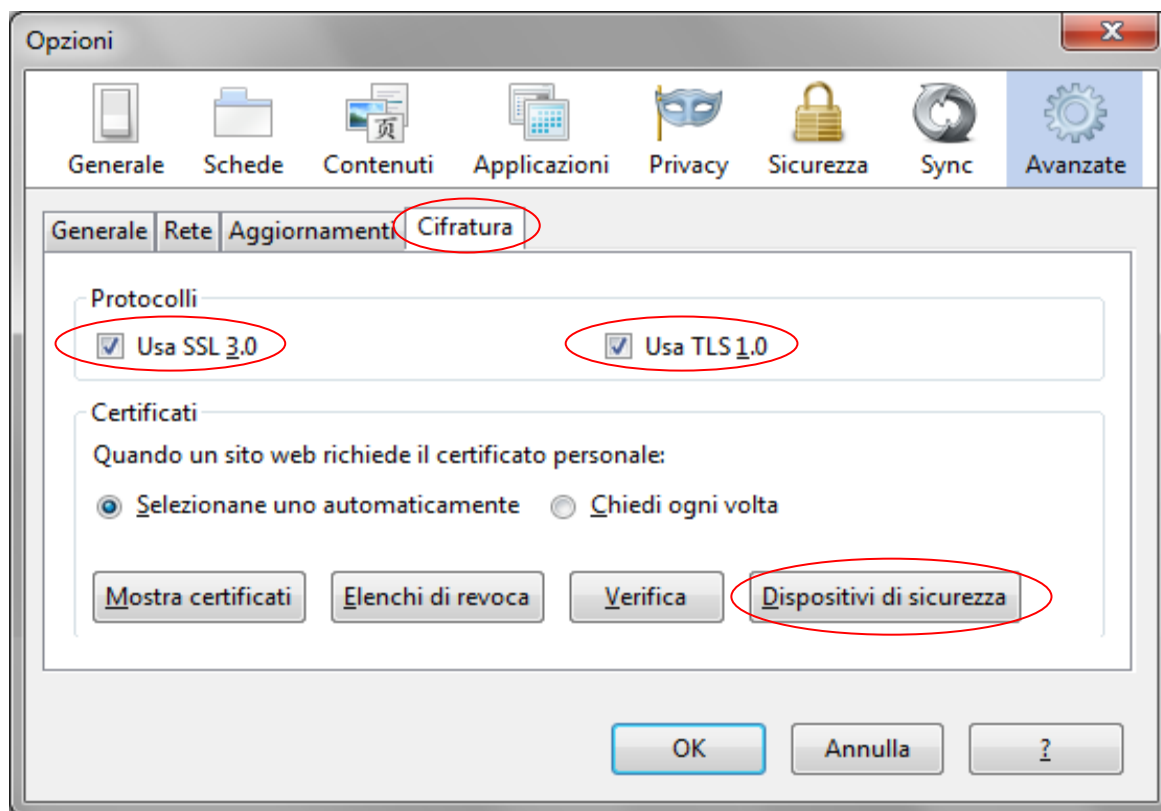 Opzioni
页
Generale Schede Contenuti Applicazioni Privacy Sicurezza Sync Avanzate
Generale Rete Aggiornamenti Cifratura
Protocolli
Usa SSL 3.0 Usa TLS 1.0
Certificati
Quando un sito web richiede il certificato personale:
Selezionane uno automaticamente Chiedi ogni volta
Mostra certificati Elenchi di revoca Verifica Dispositivi di sicurezza
OK Annulla ?